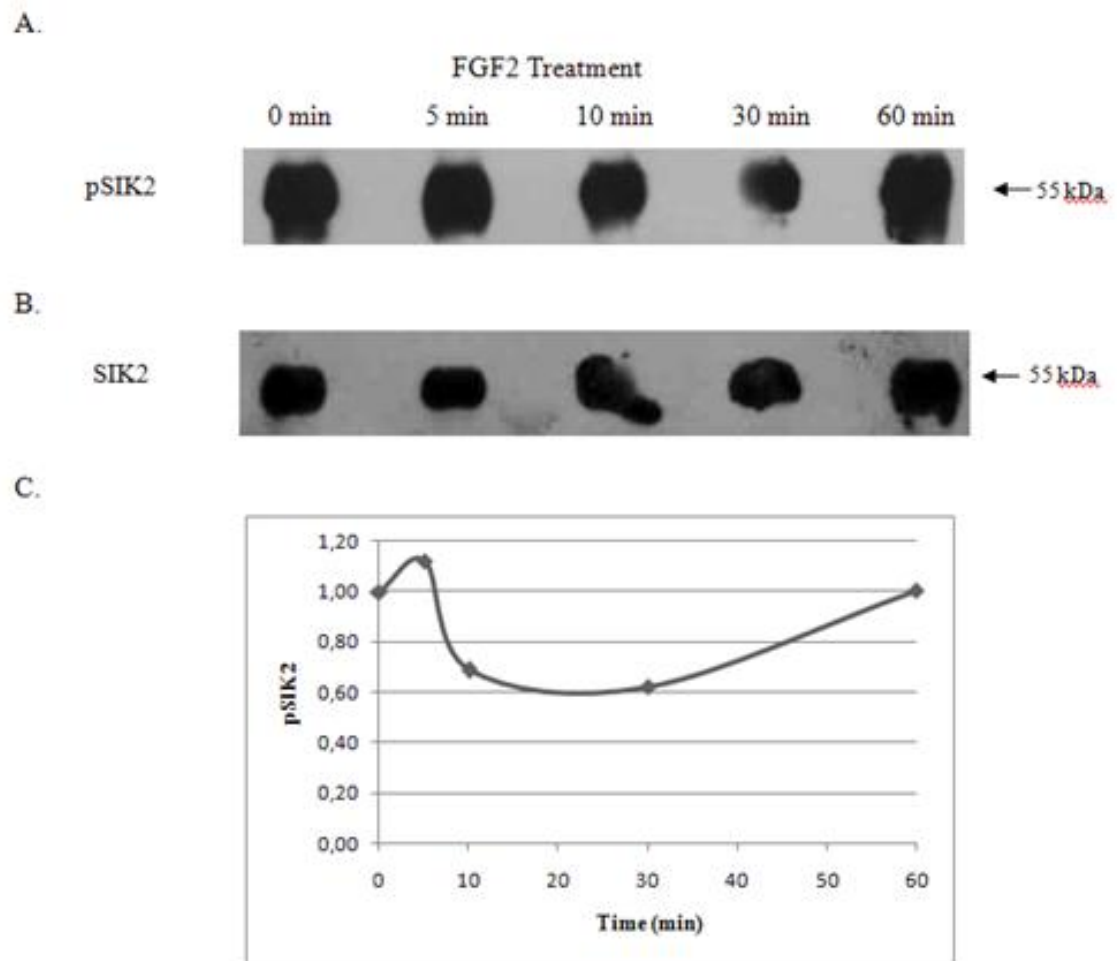 A.
FGF2 Treatment
0 min 5 min 10 min 30 min 60 min
pSIK2 55 kDa
B.
SIK2 55 kDa
C.
1,20
1,00
0,80
0,60
0,40
0,20
0,00
pSIK2
0 10 20 30 40 50 60
Time (min)